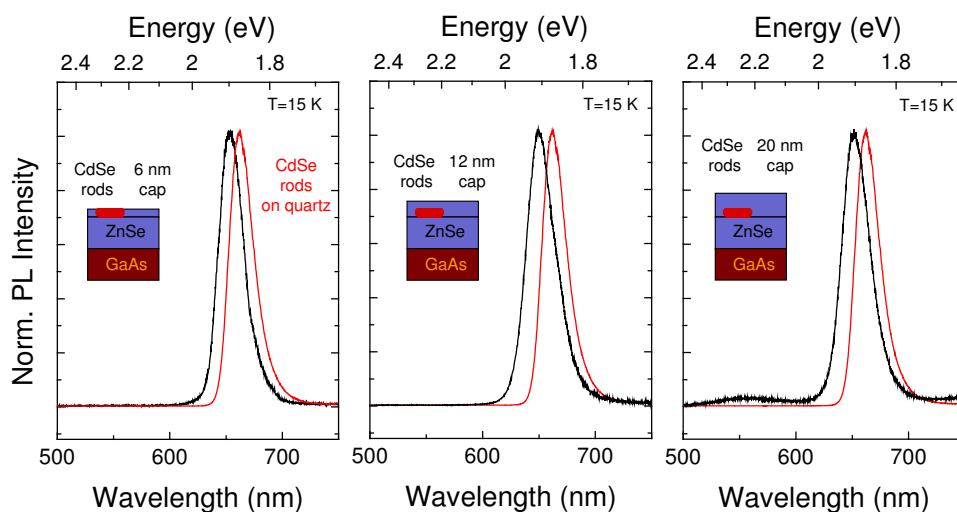 Energy (eV)
2.4 2.2 2 1.8
T=15 K
CdSe 6 nm
rods cap
CdSe
rods
on quartz
ZnSe
GaAs
Norm. PL Intensity
500 600 700
Wavelength (nm)
Energy (eV)
2.4 2.2 2 1.8
T=15 K
CdSe 12 nm
rods cap
ZnSe
GaAs
500 600 700
Wavelength (nm)
Energy (eV)
2.4 2.2 2 1.8
T=15 K
CdSe 20 nm
rods cap
ZnSe
GaAs
500 600 700
Wavelength (nm)